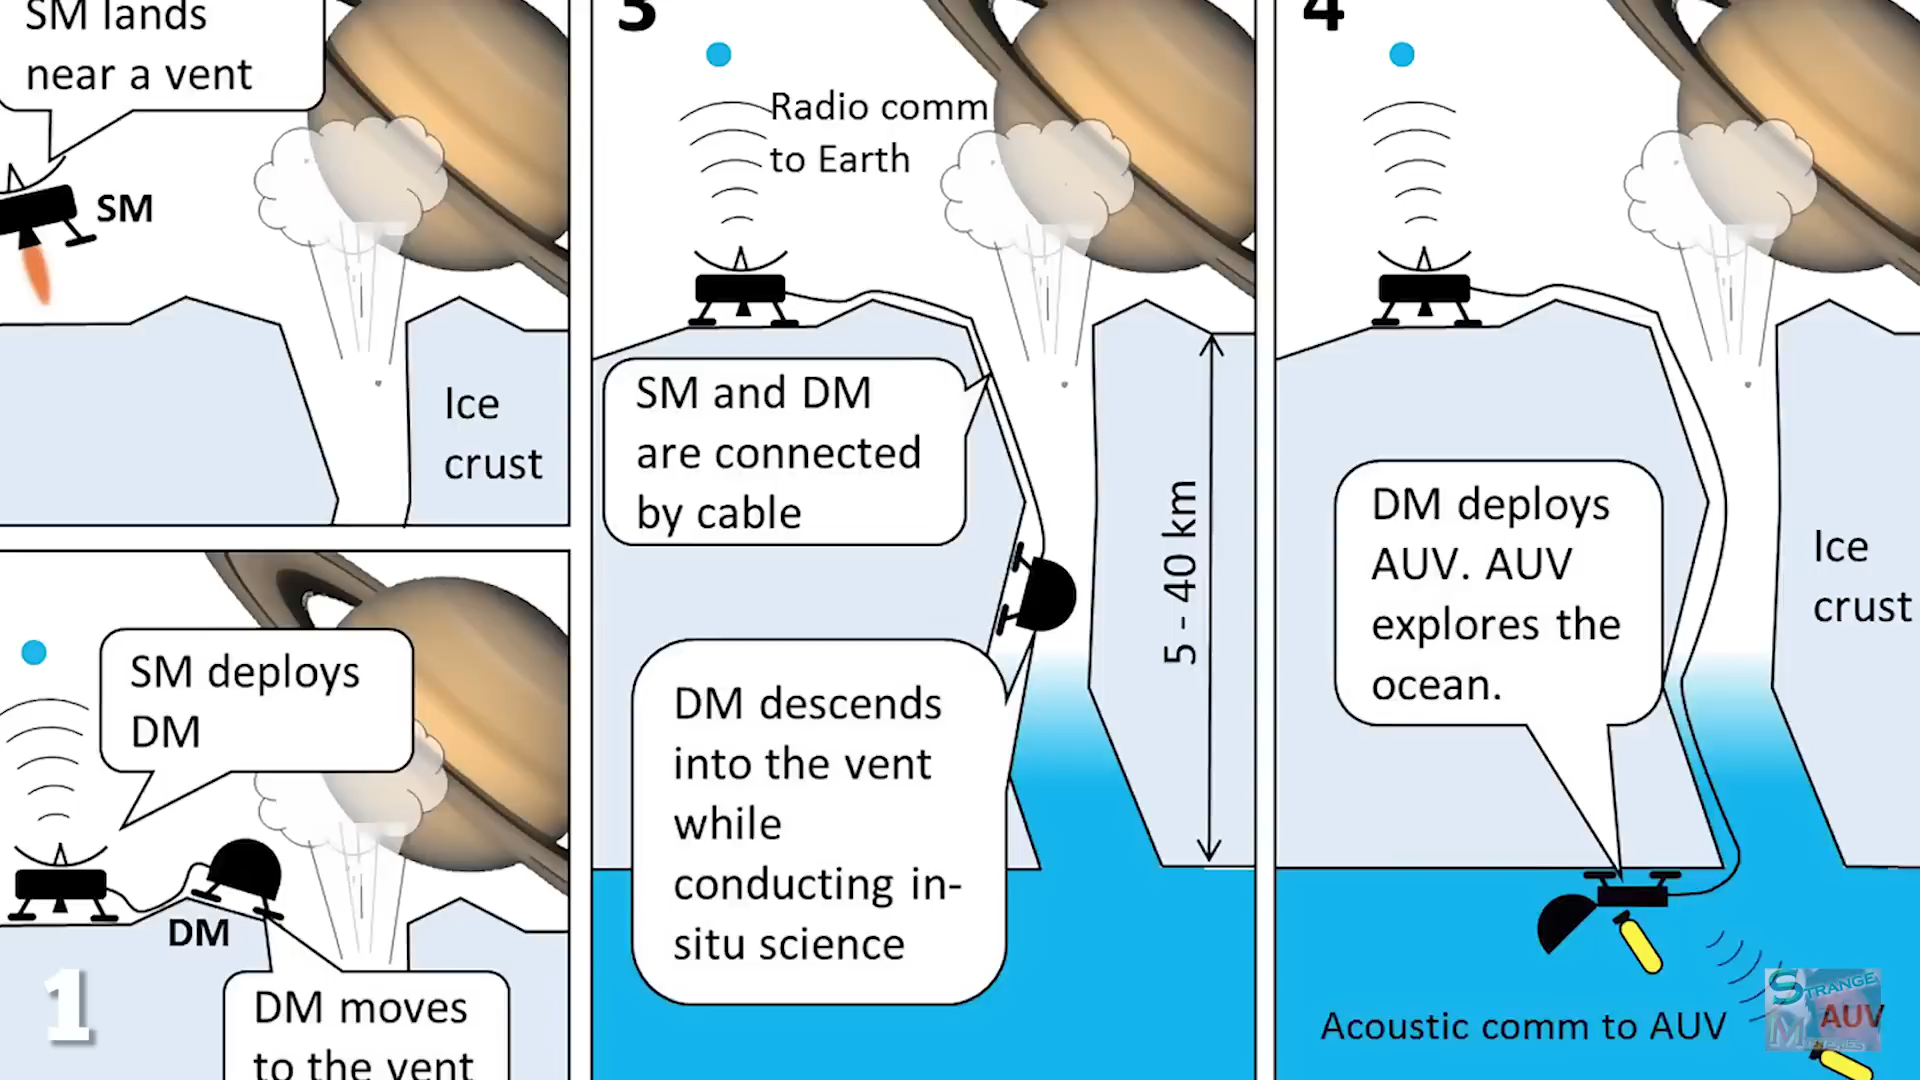 SM lands
near a vent
SM
Ice
crust
SM deploys
DM
DM
DM moves
to the vent
1
3
Radio comm
to Earth
SM and DM
are connected
by cable
5 - 40 km
DM descends
into the vent
while
conducting in-
situ science
4
DM deploys
AUV. AUV
explores the
ocean.
Ice
crust
Acoustic comm to AUV
AUV
STRANGE
MYSTERIES